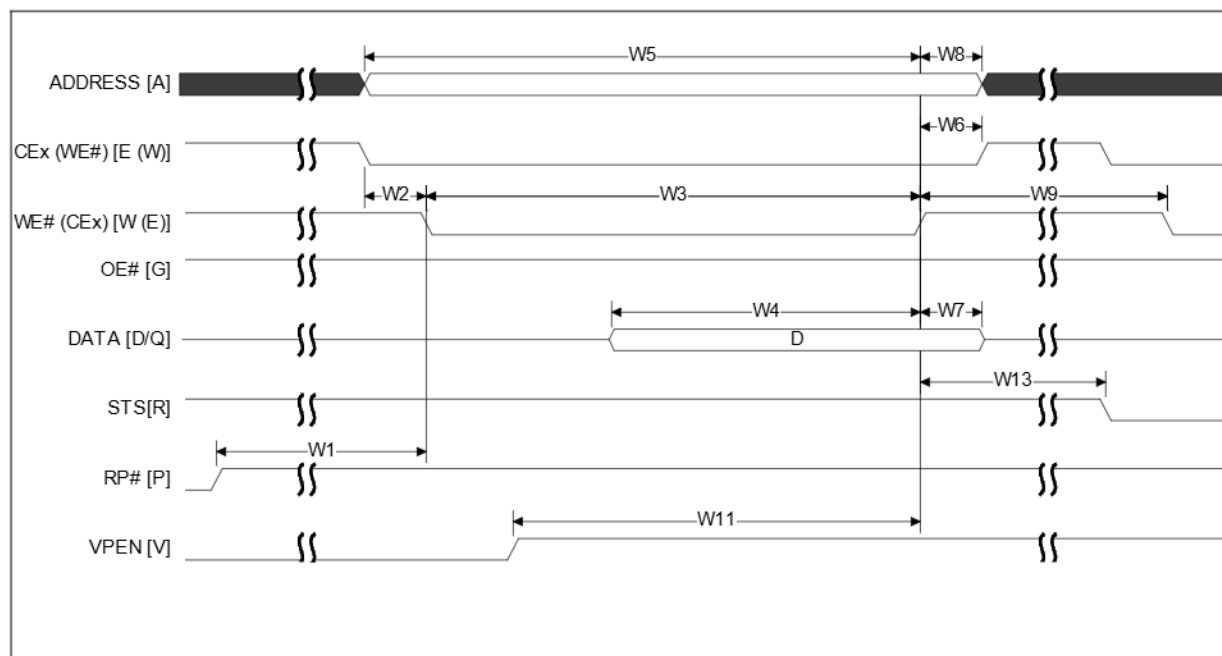 W5 W8
ADDRESS [A]
W6
CEx (WE#) [E (W)]
W2 W3 W9
WE# (CEx) [W (E)]
OE# [G]
W4 W7
DATA [D/Q] D
W13
STS[R]
W1
RP# [P]
W11
VPEN [V]